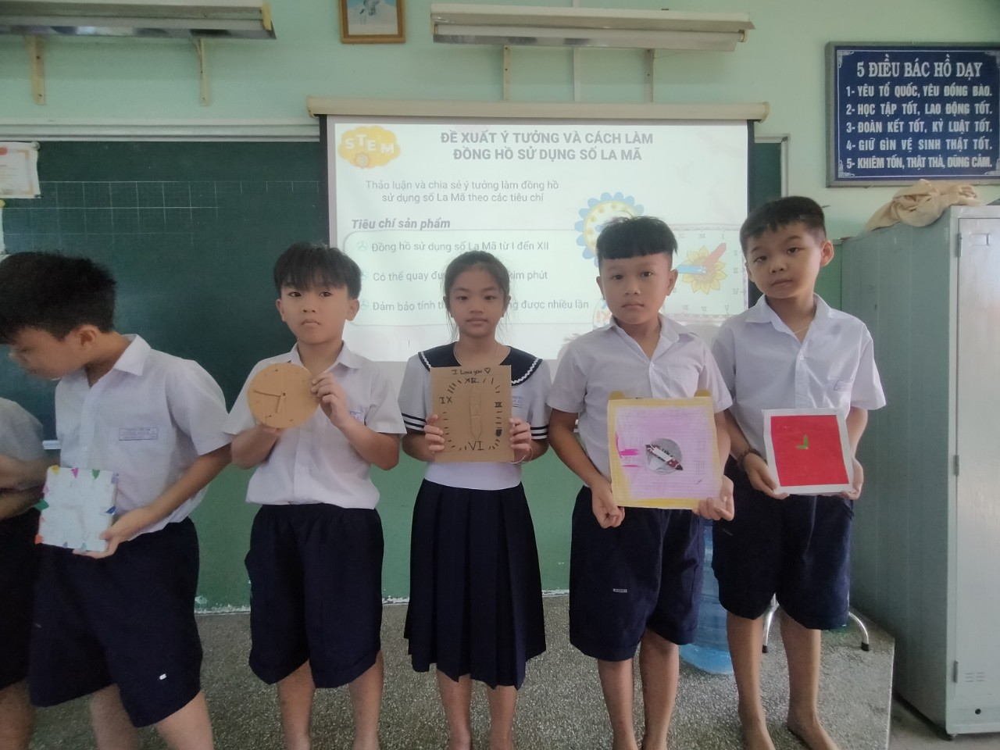 5 ĐIỀU BÁC HỒ DẠY
1- YÊU TỔ QUỐC, YÊU ĐỒNG BÀO.
2- HỌC TẬP TỐT, LAO ĐỘNG TỐT.
3- ĐOÀN KẾT TỐT, KỶ LUẬT TỐT.
4- GIỮ GÌN VỆ SINH THẬT TỐT.
5- KHIÊM TỐN, THẬT THÀ, DŨNG CẢM.
STEM
ĐỀ XUẤT Ý TƯỞNG VÀ CÁCH LÀM
ĐỒNG HỒ SỬ DỤNG SỐ LA MÃ
Thảo luận và chia sẻ ý tưởng làm đồng hồ
sử dụng số La Mã theo các tiêu chí
Tiêu chí sản phẩm
Đồng hồ sử dụng số La Mã từ I đến XII
Có thể quay kim phút
Đảm bảo tính được nhiều lần
I Love you
XII
IX
III
VI